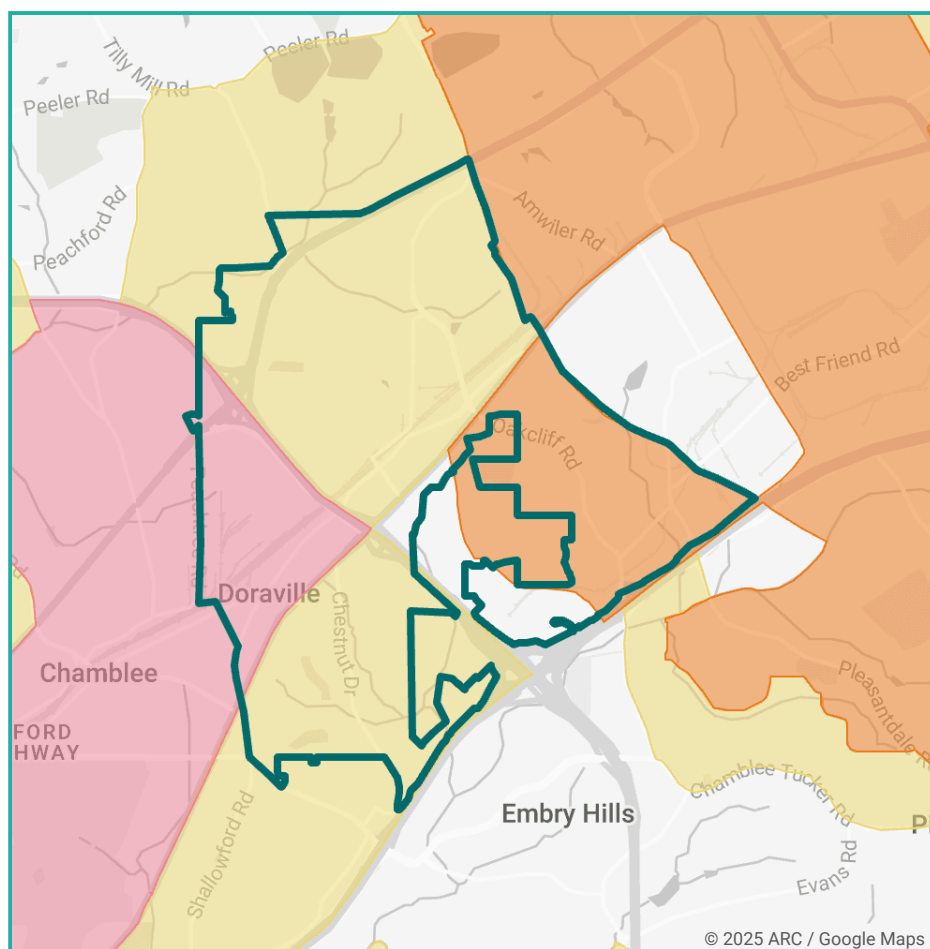 Peeler Rd
Tilly Mill Rd
Peeler Rd
Peachford Rd
Amwiler Rd
Best Friend Rd
Oakcliff Rd
Doraville
Chestnut Dr
Chamblee
FORD
HWAY
Pleasantdale R
Chamblee Tucker Rd
Embry Hills
Shallowford Rd
Evans Rd
© 2025 ARC / Google Maps